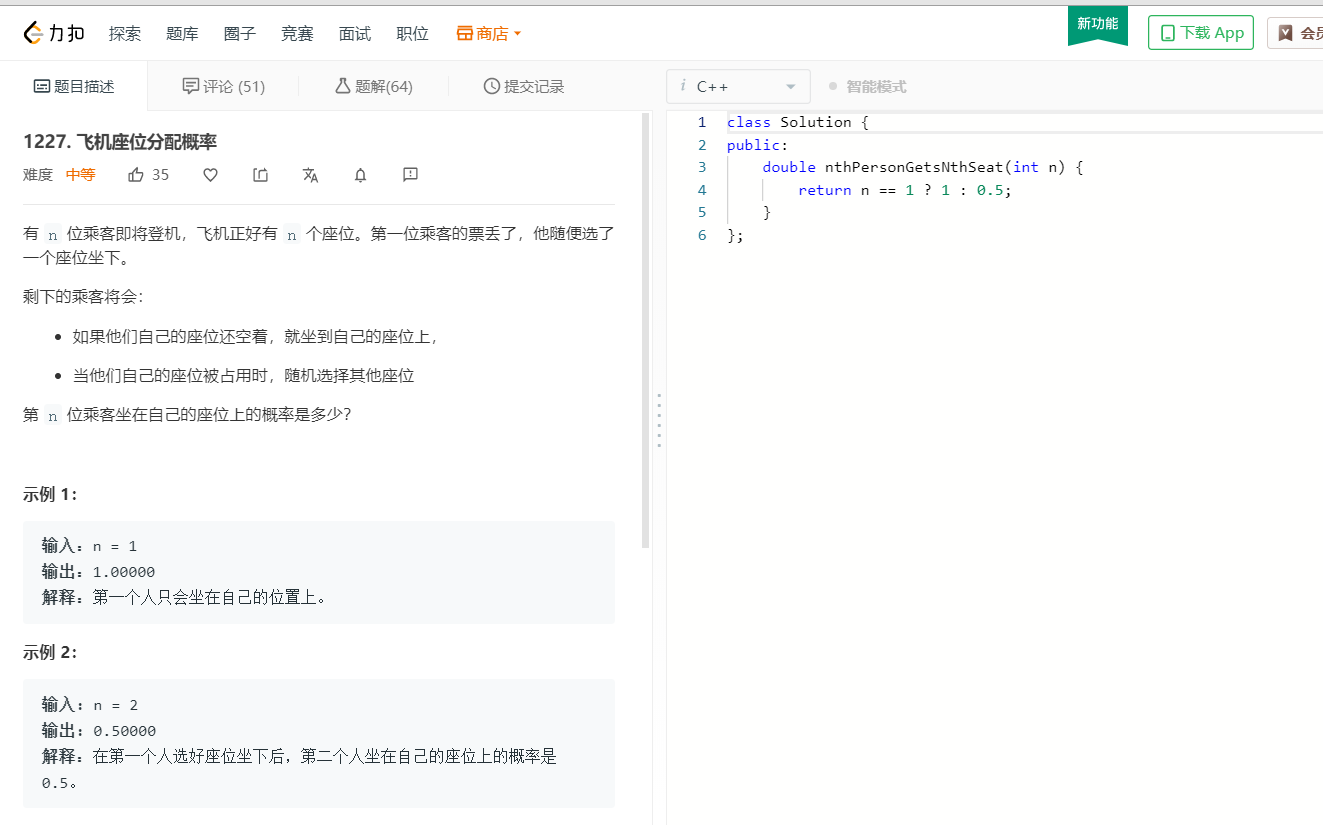 力扣 探索 题库 圈子 竞赛 面试 职位 商店 新功能 下载 App 会员
题目描述 评论 (51) 题解(64) 提交记录
1227. 飞机座位分配概率
难度 中等 35
有 n 位乘客即将登机，飞机正好有 n 个座位。第一位乘客的票丢了，他随便选了
一个座位坐下。
剩下的乘客将会：
如果他们自己的座位还空着，就坐到自己的座位上，
当他们自己的座位被占用时，随机选择其他座位
第 n 位乘客坐在自己的座位上的概率是多少？
示例 1：
输入：n = 1
输出：1.00000
解释：第一个人只会坐在自己的位置上。
示例 2：
输入：n = 2
输出：0.50000
解释：在第一个人选好座位坐下后，第二个人坐在自己的座位上的概率是
0.5。
i C++ 智能模式
1 class Solution {
2 public:
3     double nthPersonGetsNthSeat(int n) {
4         return n == 1 ? 1 : 0.5;
5     }
6 };